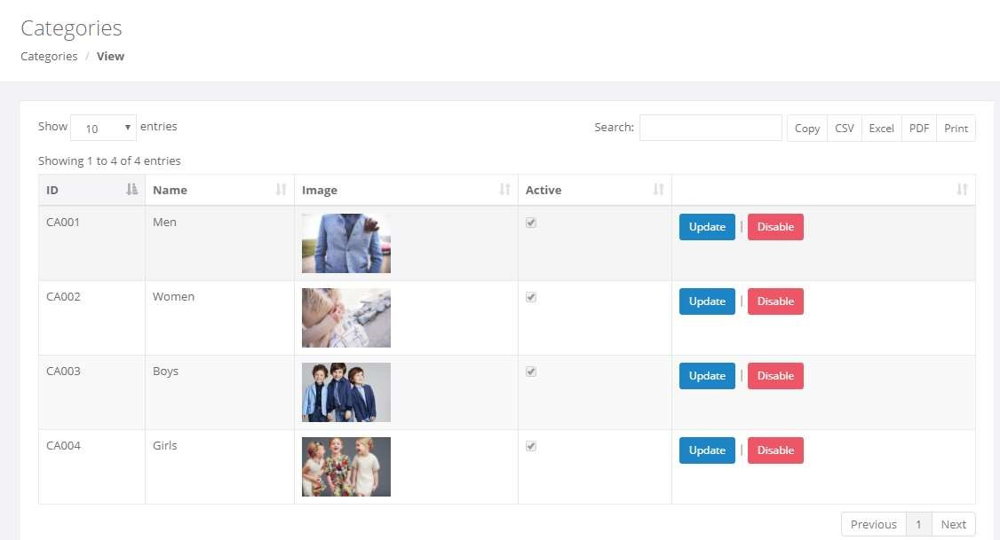 Categories
Categories / View
Show 10 entries Search: Copy CSV Excel PDF Print
Showing 1 to 4 of 4 entries
ID Name Image Active
CA001 Men Update | Disable
CA002 Women Update | Disable
CA003 Boys Update | Disable
CA004 Girls Update | Disable
Previous 1 Next